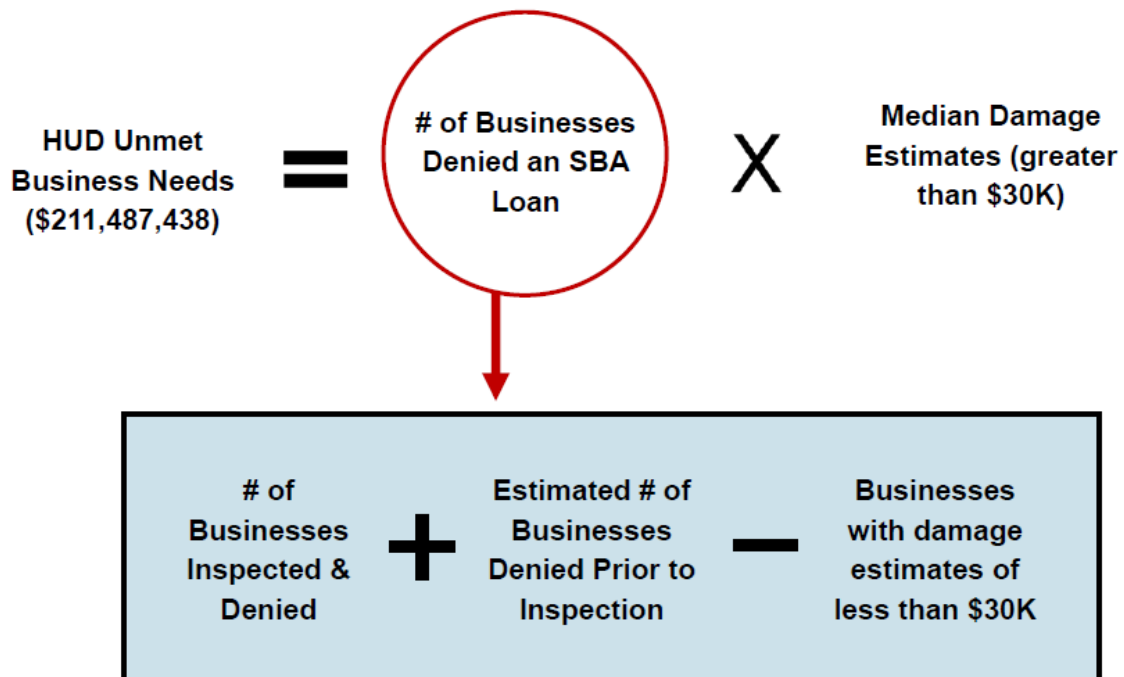 HUD Unmet
Business Needs
($211,487,438)
=
# of Businesses
Denied an SBA
Loan
X
Median Damage
Estimates (greater
than $30K)
# of
Businesses
Inspected &
Denied
+
Estimated # of
Businesses
Denied Prior to
Inspection
−
Businesses
with damage
estimates of
less than $30K